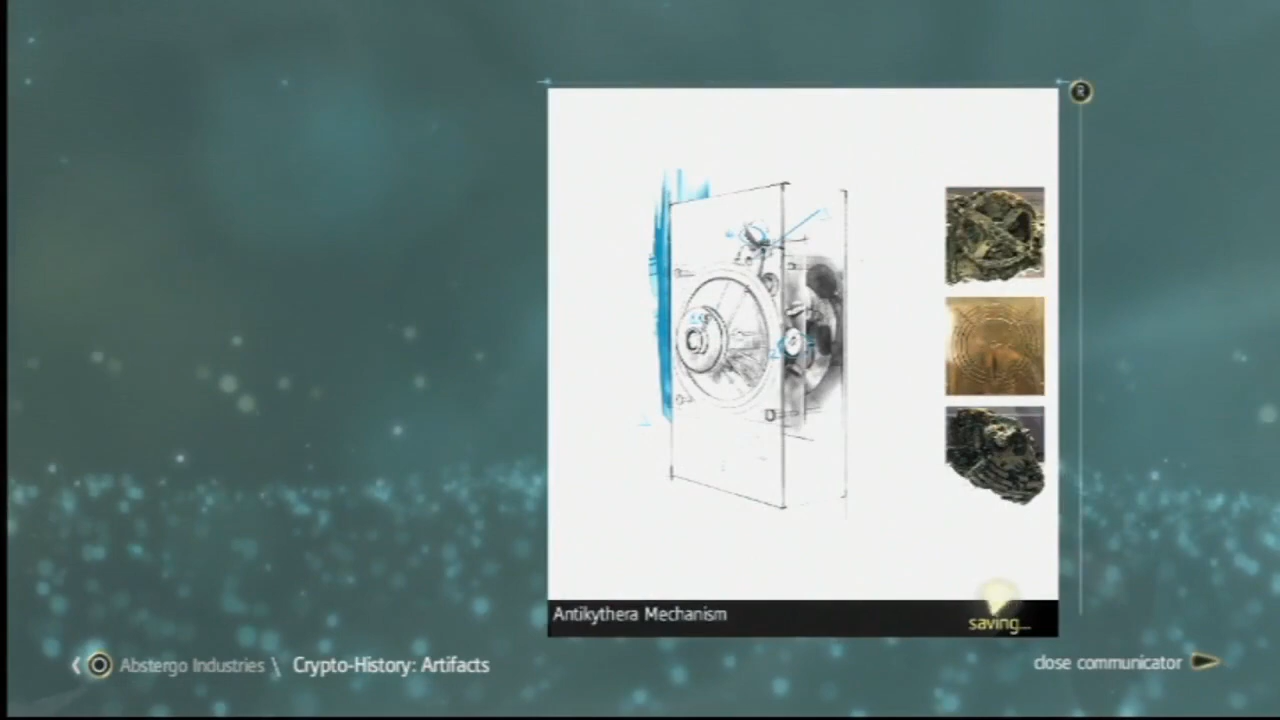 R
Antikythera Mechanism
saving...
Abstergo Industries \ Crypto-History: Artifacts
close communicator